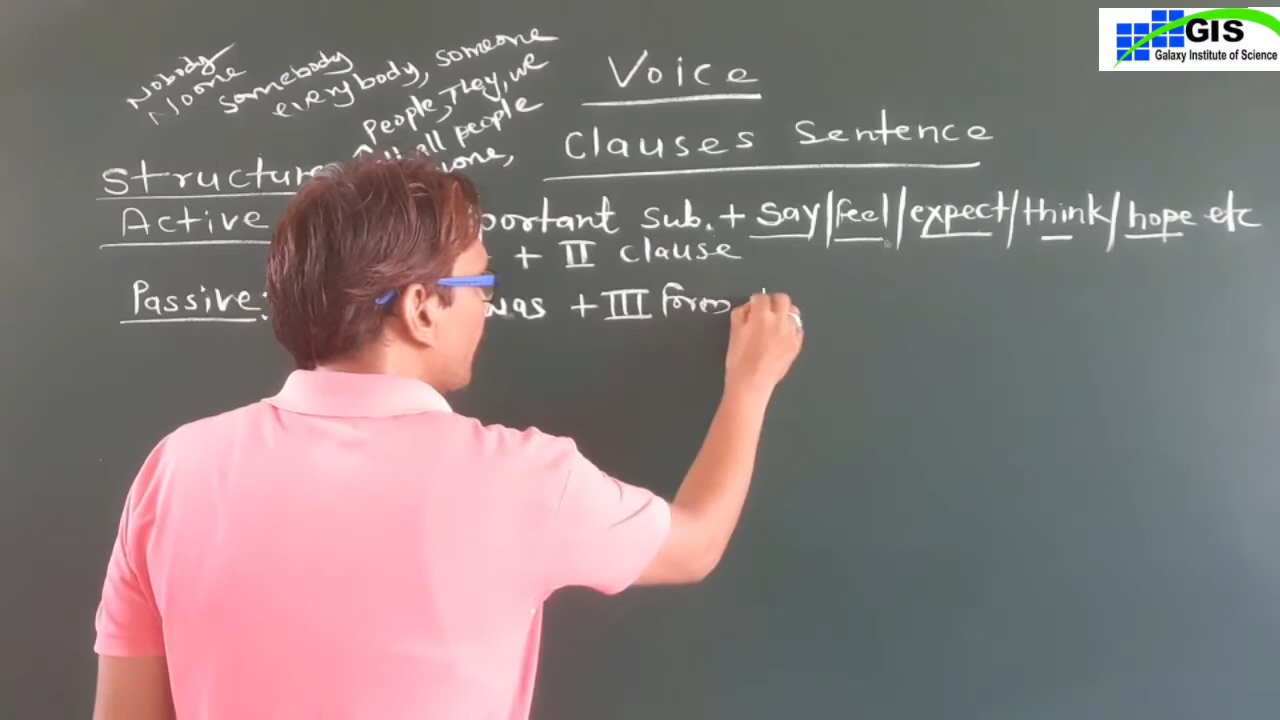 GIS
Galaxy Institute of Science
Nobody
No one
somebody
everybody, someone
People, They, we
all people
Voice
Clauses Sentence
Structure
Active portant sub. + say/feel/expect/think/hope etc
+ II clause
Passive: was + III form